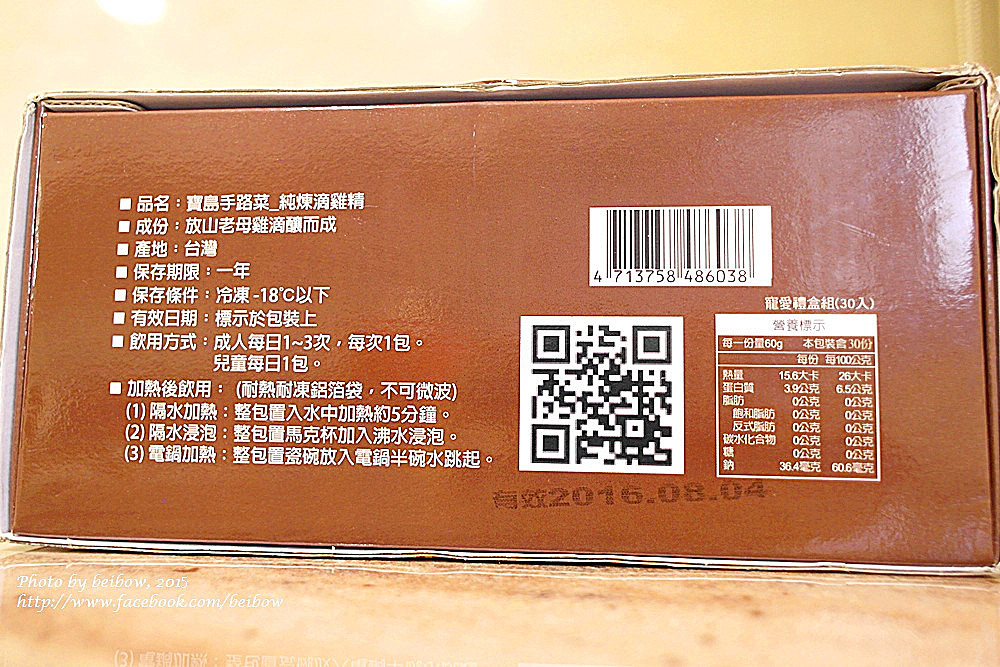 ■ 品名：寶島手路菜_純煉滴雞精
■ 成份：放山老母雞滴釀而成
■ 產地：台灣
■ 保存期限：一年
■ 保存條件：冷凍-18℃以下
■ 有效日期：標示於包裝上
■ 飲用方式：成人每日1~3次，每次1包。
兒童每日1包。
■ 加熱後飲用： (耐熱耐凍鋁箔袋，不可微波)
(1) 隔水加熱：整包置入水中加熱約5分鐘。
(2) 隔水浸泡：整包置馬克杯加入沸水浸泡。
(3) 電鍋加熱：整包置瓷碗放入電鍋半碗水跳起。
4 713758 486038
寵愛禮盒組(30入)
營養標示
每一份量60g 本包裝含30份
每份 每100公克
熱量 15.6大卡 26大卡
蛋白質 3.9公克 6.5公克
脂肪 0公克 0公克
飽和脂肪 0公克 0公克
反式脂肪 0公克 0公克
碳水化合物 0公克 0公克
糖 0公克 0公克
鈉 36.4毫克 60.6毫克
有效2016.08.04
Photo by beibow, 2015
http://www.facebook.com/beibow